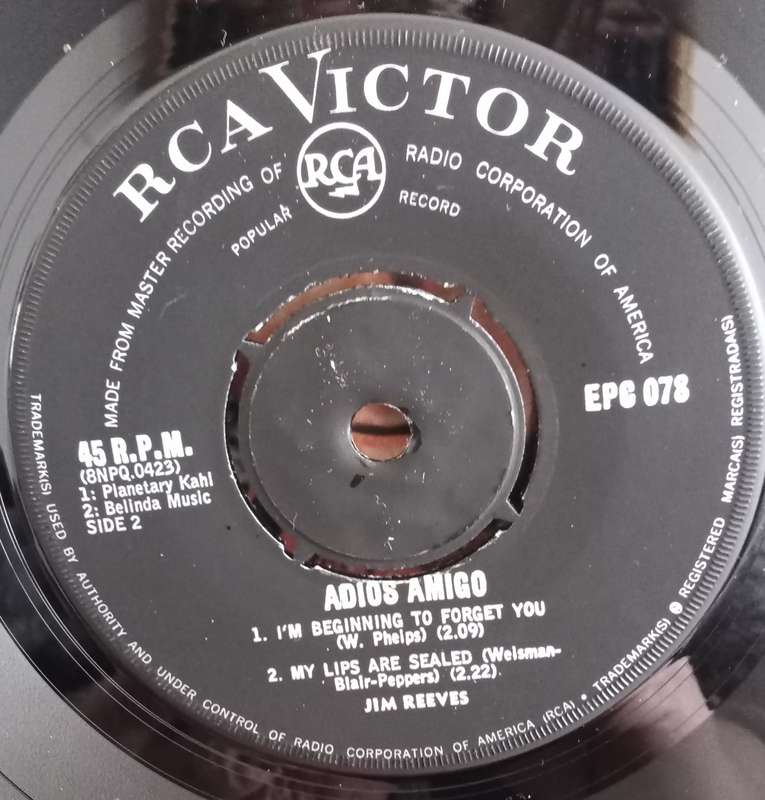 RCA VICTOR
RCA
MADE FROM MASTER RECORDING OF RADIO CORPORATION OF AMERICA
POPULAR RECORD
EPC 078
45 R.P.M.
(8NPQ.0423)
1: Planetary Kahl
2: Belinda Music
SIDE 2
ADIOS AMIGO
1. I'M BEGINNING TO FORGET YOU
(W. Phelps) (2.09)
2. MY LIPS ARE SEALED (Weisman-
Blair-Peppers) (2.22)
JIM REEVES
TRADEMARK(S) USED BY AUTHORITY AND UNDER CONTROL OF RADIO CORPORATION OF AMERICA (RCA) • TRADEMARK(S) ® REGISTERED MARCA(S) REGISTRADA(S)